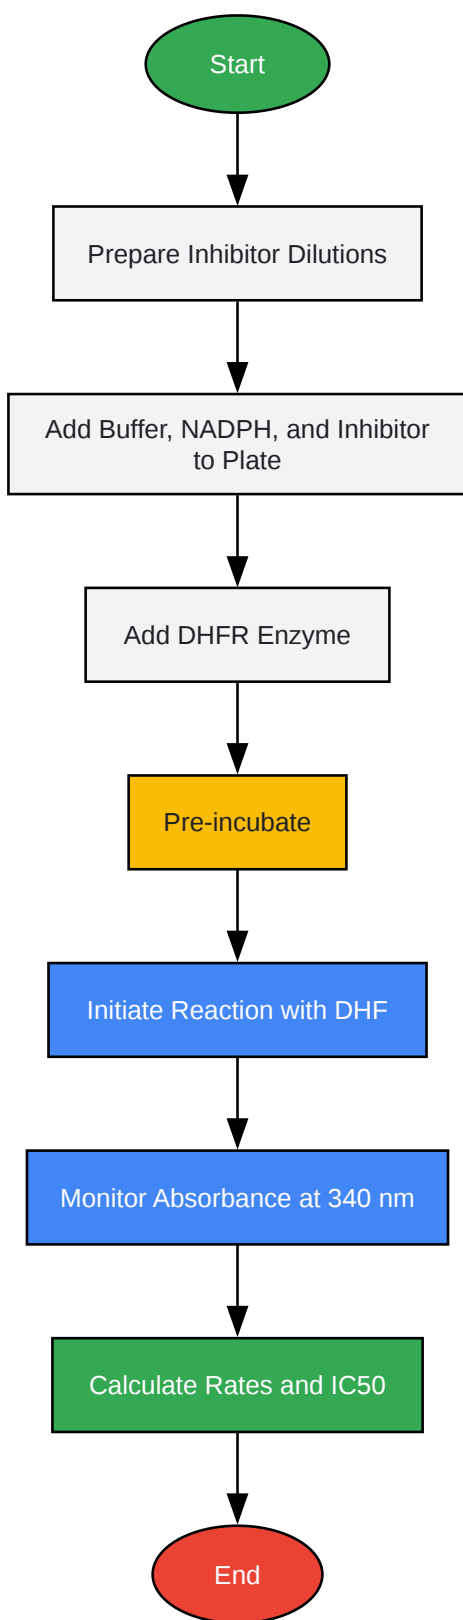 Start
Prepare Inhibitor Dilutions
Add Buffer, NADPH, and Inhibitor
to Plate
Add DHFR Enzyme
Pre-incubate
Initiate Reaction with DHF
Monitor Absorbance at 340 nm
Calculate Rates and IC50
End